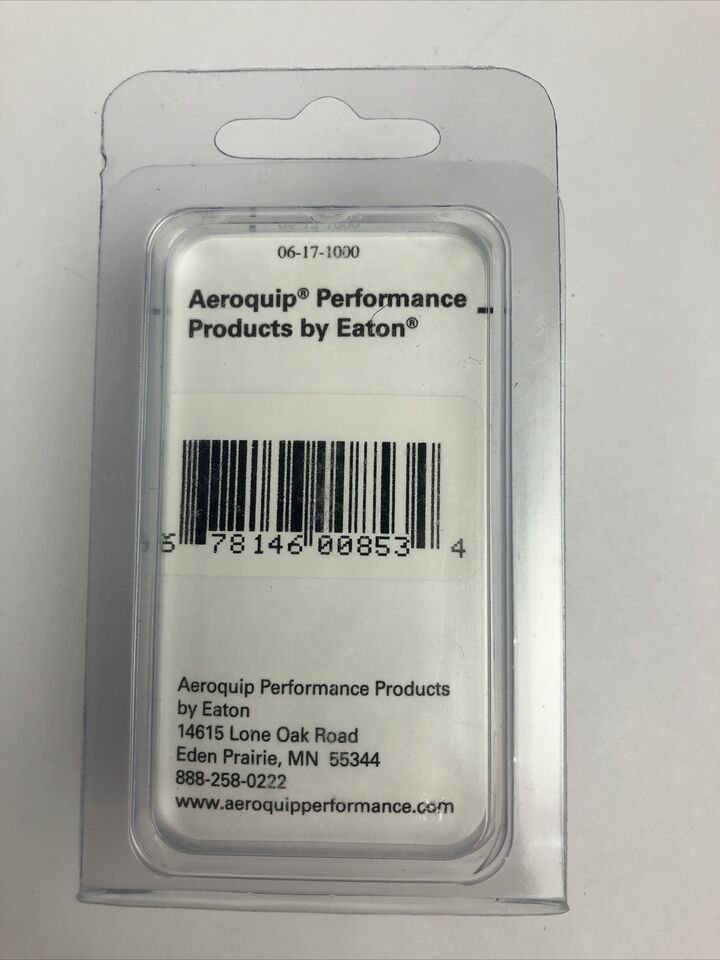 06-17-1000
Aeroquip® Performance
Products by Eaton®
6 78146 00853 4
Aeroquip Performance Products
by Eaton
14615 Lone Oak Road
Eden Prairie, MN 55344
888-258-0222
www.aeroquipperformance.com